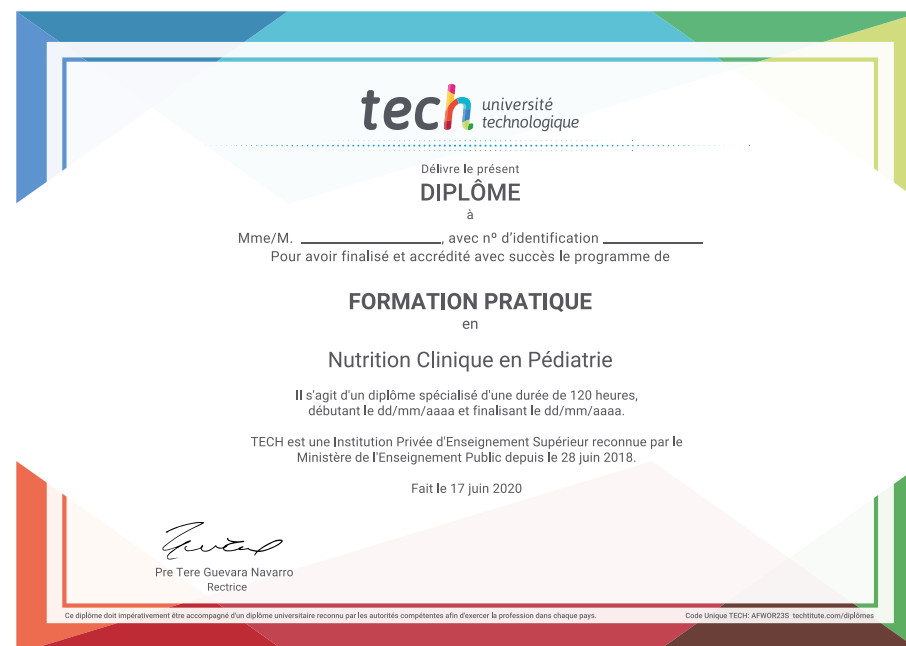 tech université
technologique
Délivre le présent
DIPLÔME
à
Mme/M. ____________________, avec nº d'identification ______________
Pour avoir finalisé et accrédité avec succès le programme de
FORMATION PRATIQUE
en
Nutrition Clinique en Pédiatrie
Il s'agit d'un diplôme spécialisé d'une durée de 120 heures,
débutant le dd/mm/aaaa et finalisant le dd/mm/aaaa.
TECH est une Institution Privée d'Enseignement Supérieur reconnue par le
Ministère de l'Enseignement Public depuis le 28 juin 2018.
Fait le 17 juin 2020
Pre Tere Guevara Navarro
Rectrice
Ce diplôme doit impérativement être accompagné d'un diplôme universitaire reconnu par les autorités compétentes afin d'exercer la profession dans chaque pays.
Code Unique TECH: AFWOR23S techtitute.com/diplômes